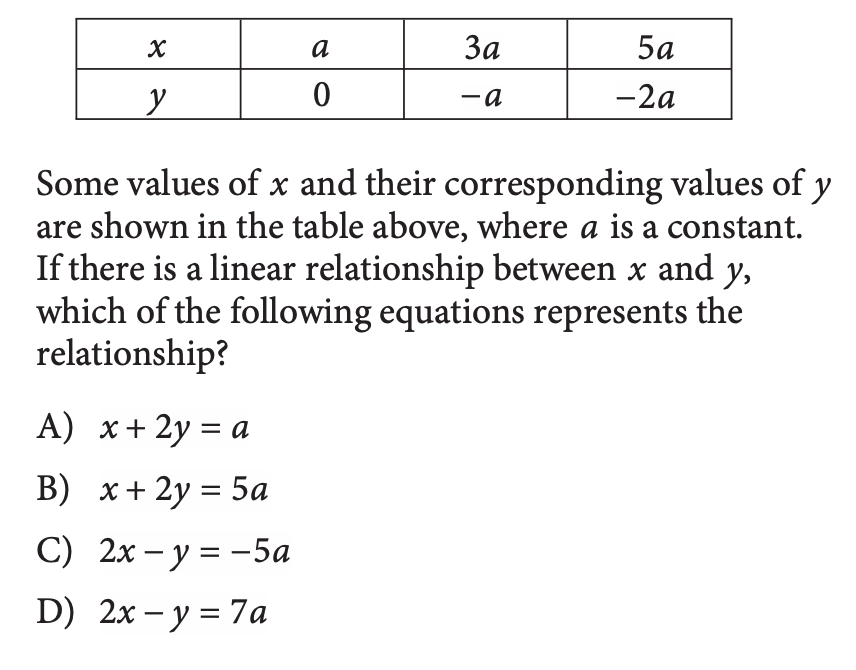 x a 3a 5a
y 0 −a −2a
Some values of x and their corresponding values of y
are shown in the table above, where a is a constant.
If there is a linear relationship between x and y,
which of the following equations represents the
relationship?
A) x + 2y = a
B) x + 2y = 5a
C) 2x − y = −5a
D) 2x − y = 7a